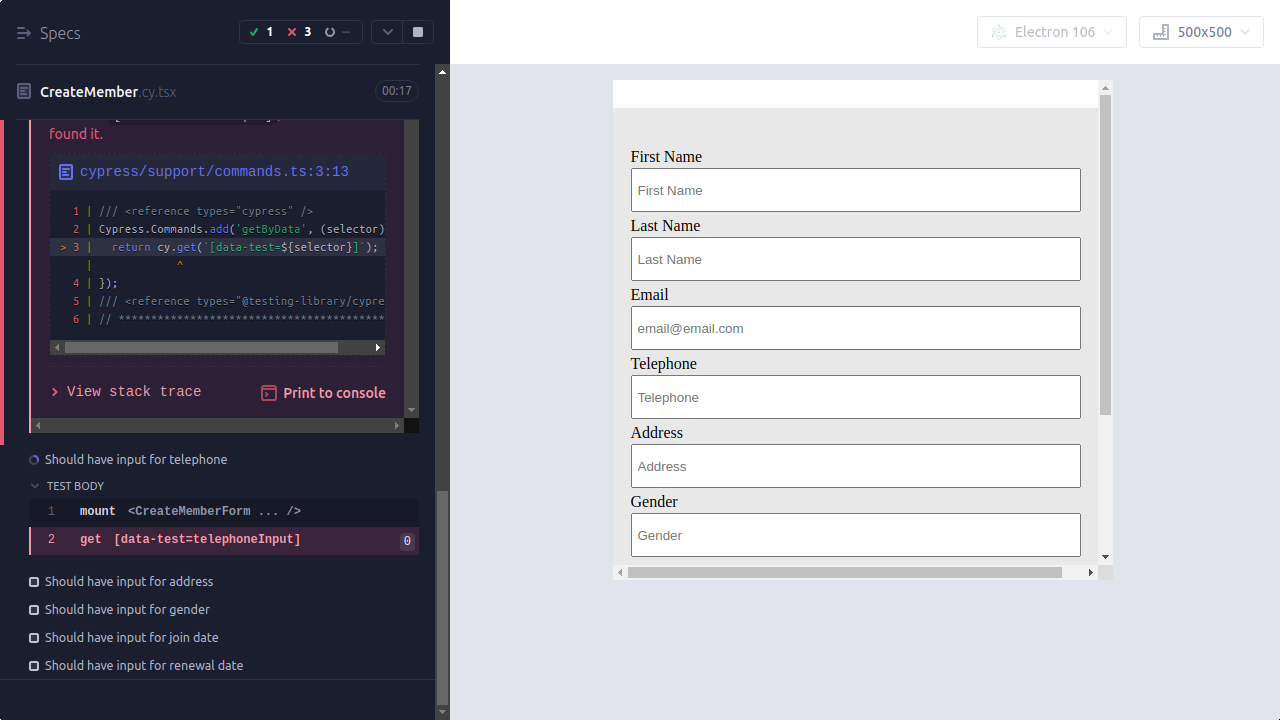 Specs
1
3
--
CreateMember.cy.tsx
00:17
found it.
cypress/support/commands.ts:3:13
1 | /// <reference types="cypress" />
2 | Cypress.Commands.add('getByData', (selector)
> 3 |   return cy.get(`[data-test=${selector}]`);
|             ^
4 | });
5 | /// <reference types="@testing-library/cypre
6 | // *****************************************
> View stack trace
Print to console
Should have input for telephone
TEST BODY
1 mount <CreateMemberForm ... />
2 get [data-test=telephoneInput] 0
Should have input for address
Should have input for gender
Should have input for join date
Should have input for renewal date
Electron 106
500x500
First Name
First Name
Last Name
Last Name
Email
email@email.com
Telephone
Telephone
Address
Address
Gender
Gender